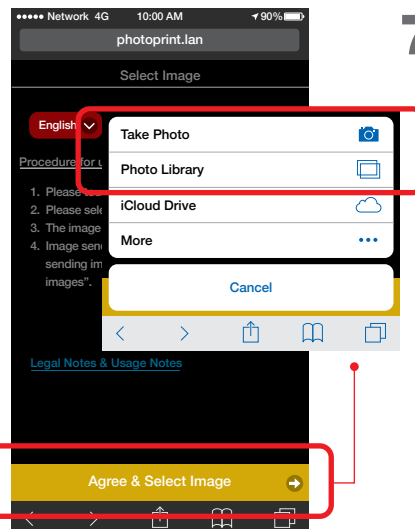 Network 4G 10:00 AM 90%
7
photoprint.lan
Select Image
English
Procedure for u
1. Please
2. Please sele
3. The image
4. Image send
sending im
images”.
Take Photo
Photo Library
iCloud Drive
More
Cancel
Legal Notes & Usage Notes
Agree & Select Image